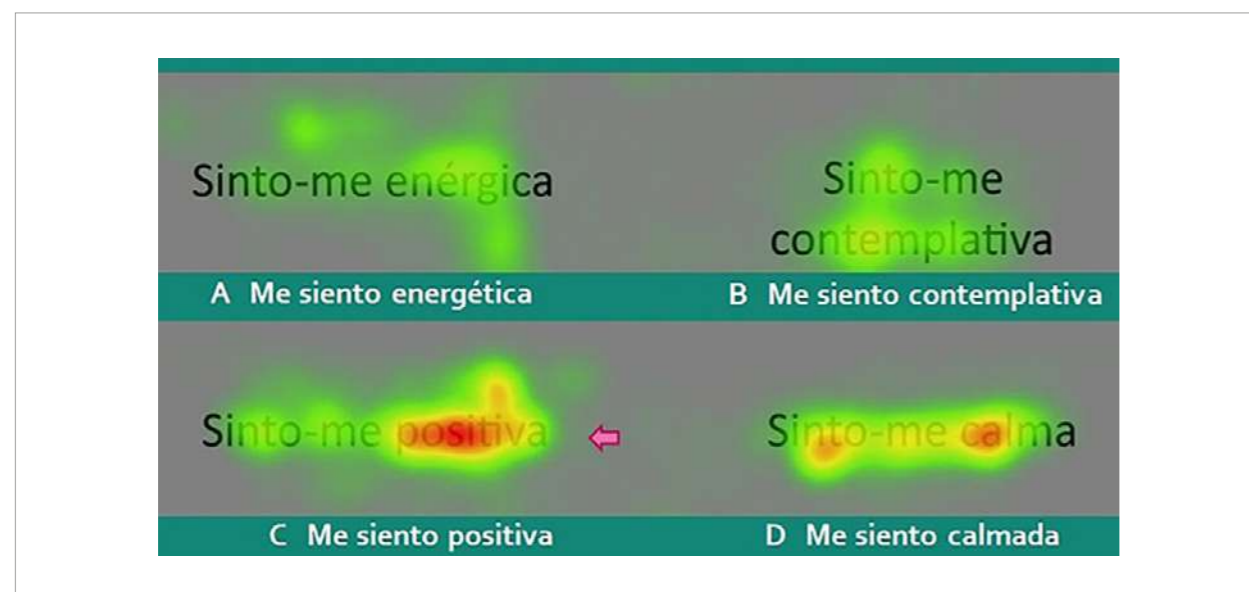 Sinto-me enérgica
Sinto-me
contemplativa
A Me siento energética
B Me siento contemplativa
Sinto-me positiva
Sinto-me calma
C Me siento positiva
D Me siento calmada